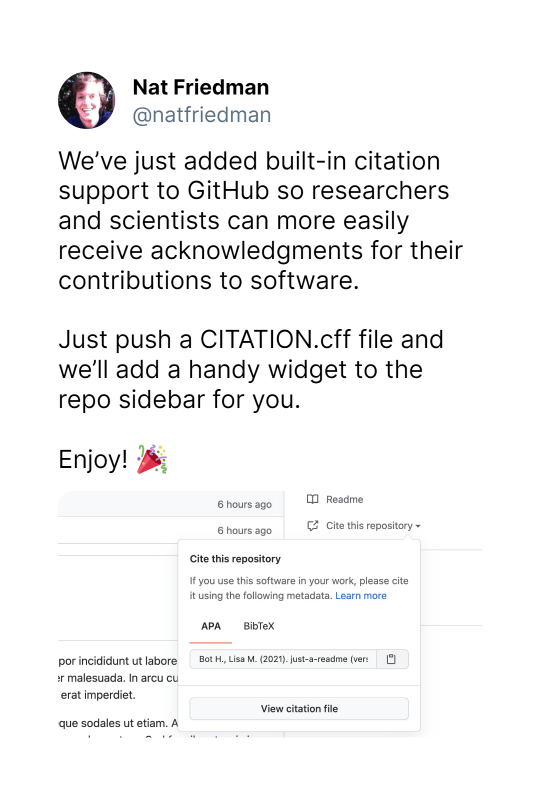 Nat Friedman
@natfriedman
We’ve just added built-in citation
support to GitHub so researchers
and scientists can more easily
receive acknowledgments for their
contributions to software.
Just push a CITATION.cff file and
we’ll add a handy widget to the
repo sidebar for you.
Enjoy! 🎉
6 hours ago
Readme
6 hours ago
Cite this repository
Cite this repository
If you use this software in your work, please cite
it using the following metadata. Learn more
APA
BibTeX
Bot H., Lisa M. (2021). just-a-readme (vers
View citation file
por incididunt ut labore
er malesuada. In arcu cu
erat imperdiet.
que sodales ut etiam. A